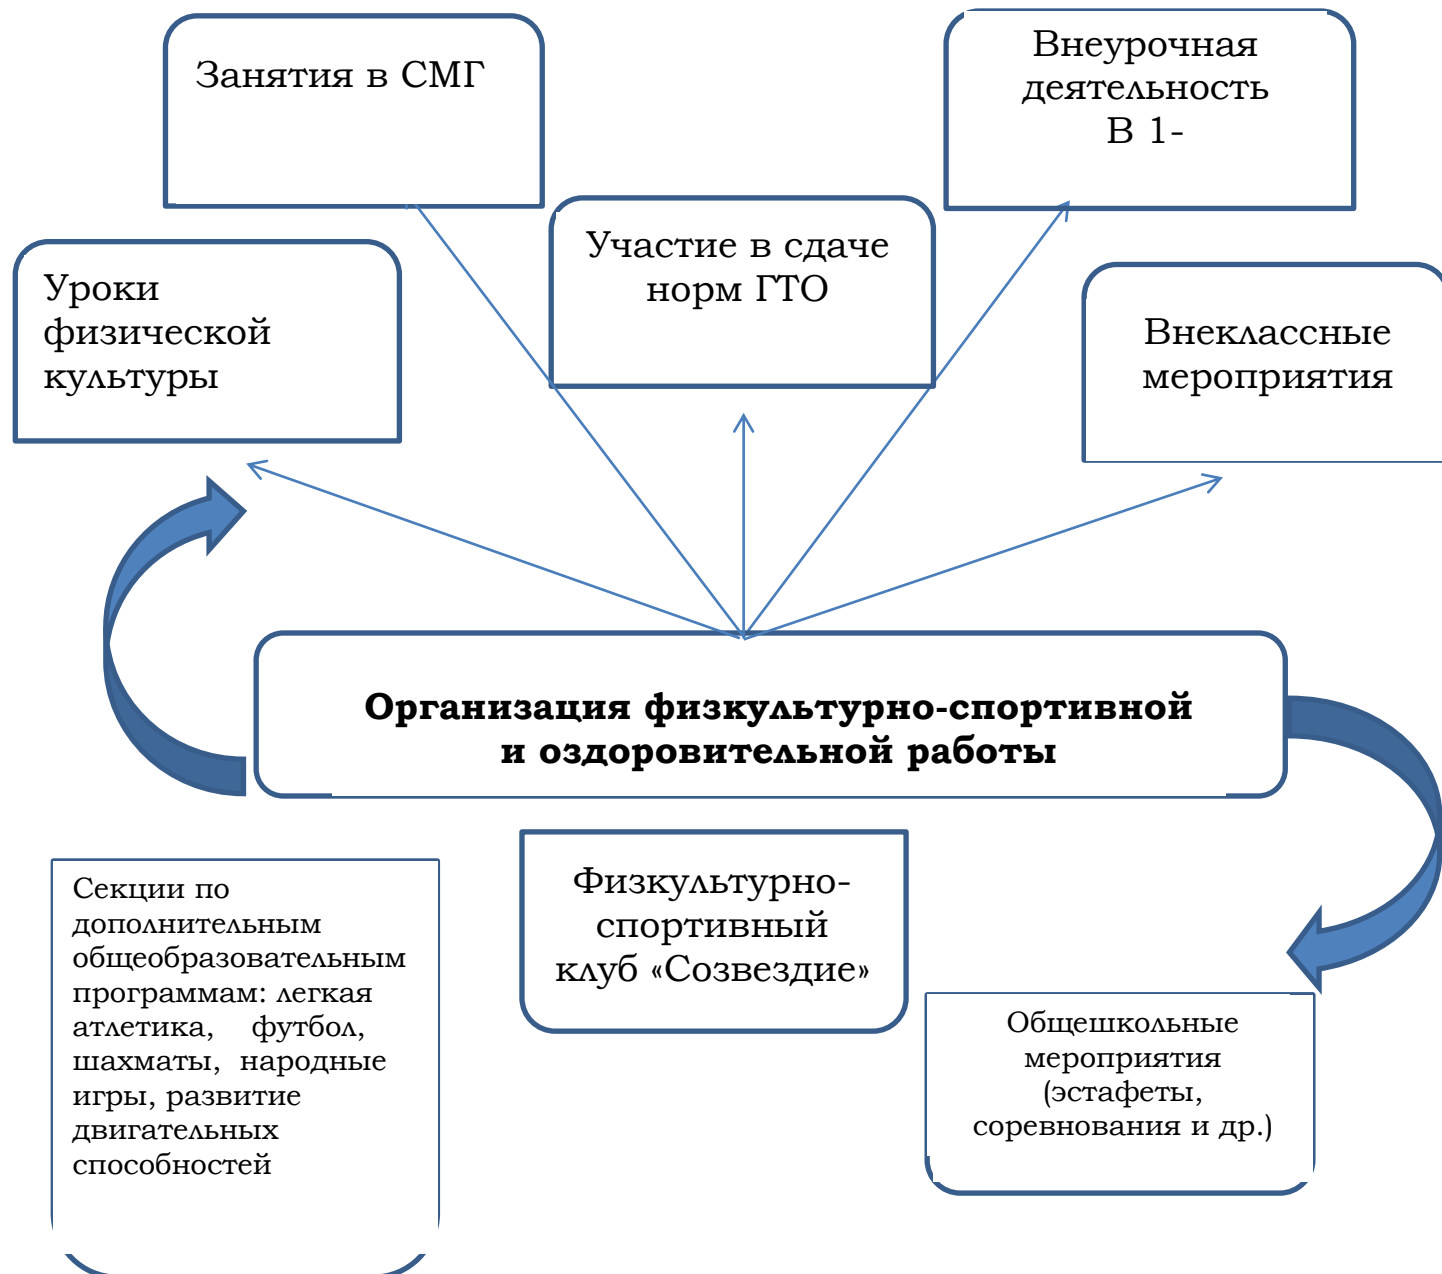 Занятия в СМГ
Внеурочная
деятельность
В 1-
Участие в сдаче
норм ГТО
Уроки
физической
культуры
Внеклассные
мероприятия
Организация физкультурно-спортивной
и оздоровительной работы
Секции по
дополнительным
общеобразовательным
программам: легкая
атлетика, футбол,
шахматы, народные
игры, развитие
двигательных
способностей
Физкультурно-
спортивный
клуб «Созвездие»
Общешкольные
мероприятия
(эстафеты,
соревнования и др.)